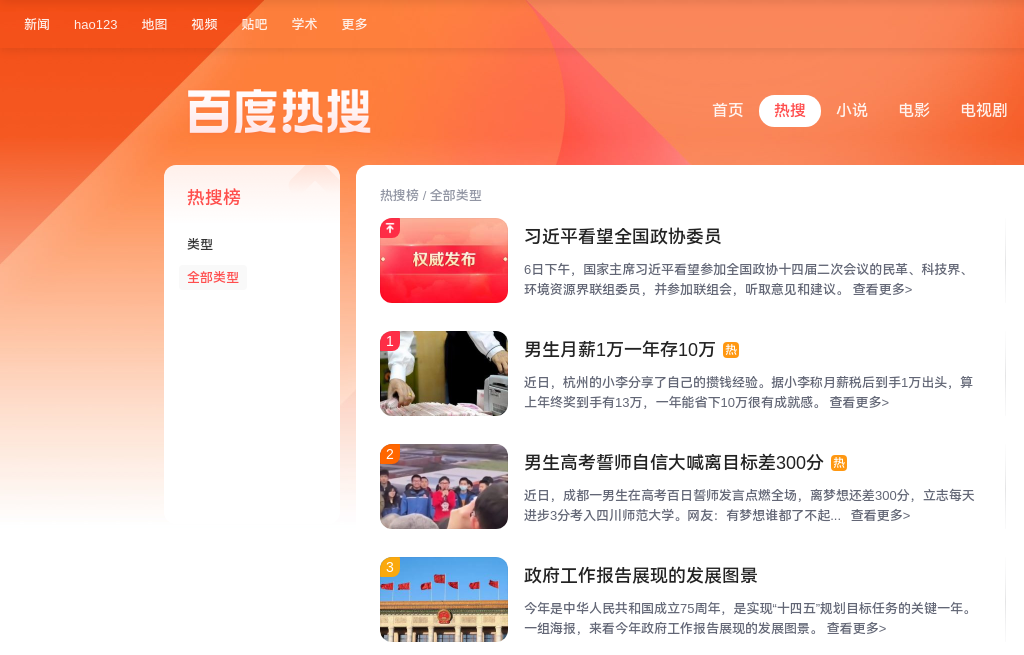 新闻 hao123 地图 视频 贴吧 学术 更多
百度热搜
首页 热搜 小说 电影 电视剧
热搜榜
类型
全部类型
热搜榜 / 全部类型
权威发布
习近平看望全国政协委员
6日下午，国家主席习近平看望参加全国政协十四届二次会议的民革、科技界、
环境资源界联组委员，并参加联组会，听取意见和建议。 查看更多>
1
男生月薪1万一年存10万 热
近日，杭州的小李分享了自己的攒钱经验。据小李称月薪税后到手1万出头，算
上年终奖到手有13万，一年能省下10万很有成就感。 查看更多>
2
男生高考誓师自信大喊离目标差300分 热
近日，成都一男生在高考百日誓师发言点燃全场，离梦想还差300分，立志每天
进步3分考入四川师范大学。网友：有梦想谁都了不起... 查看更多>
3
政府工作报告展现的发展图景
今年是中华人民共和国成立75周年，是实现“十四五”规划目标任务的关键一年。
一组海报，来看今年政府工作报告展现的发展图景。 查看更多>